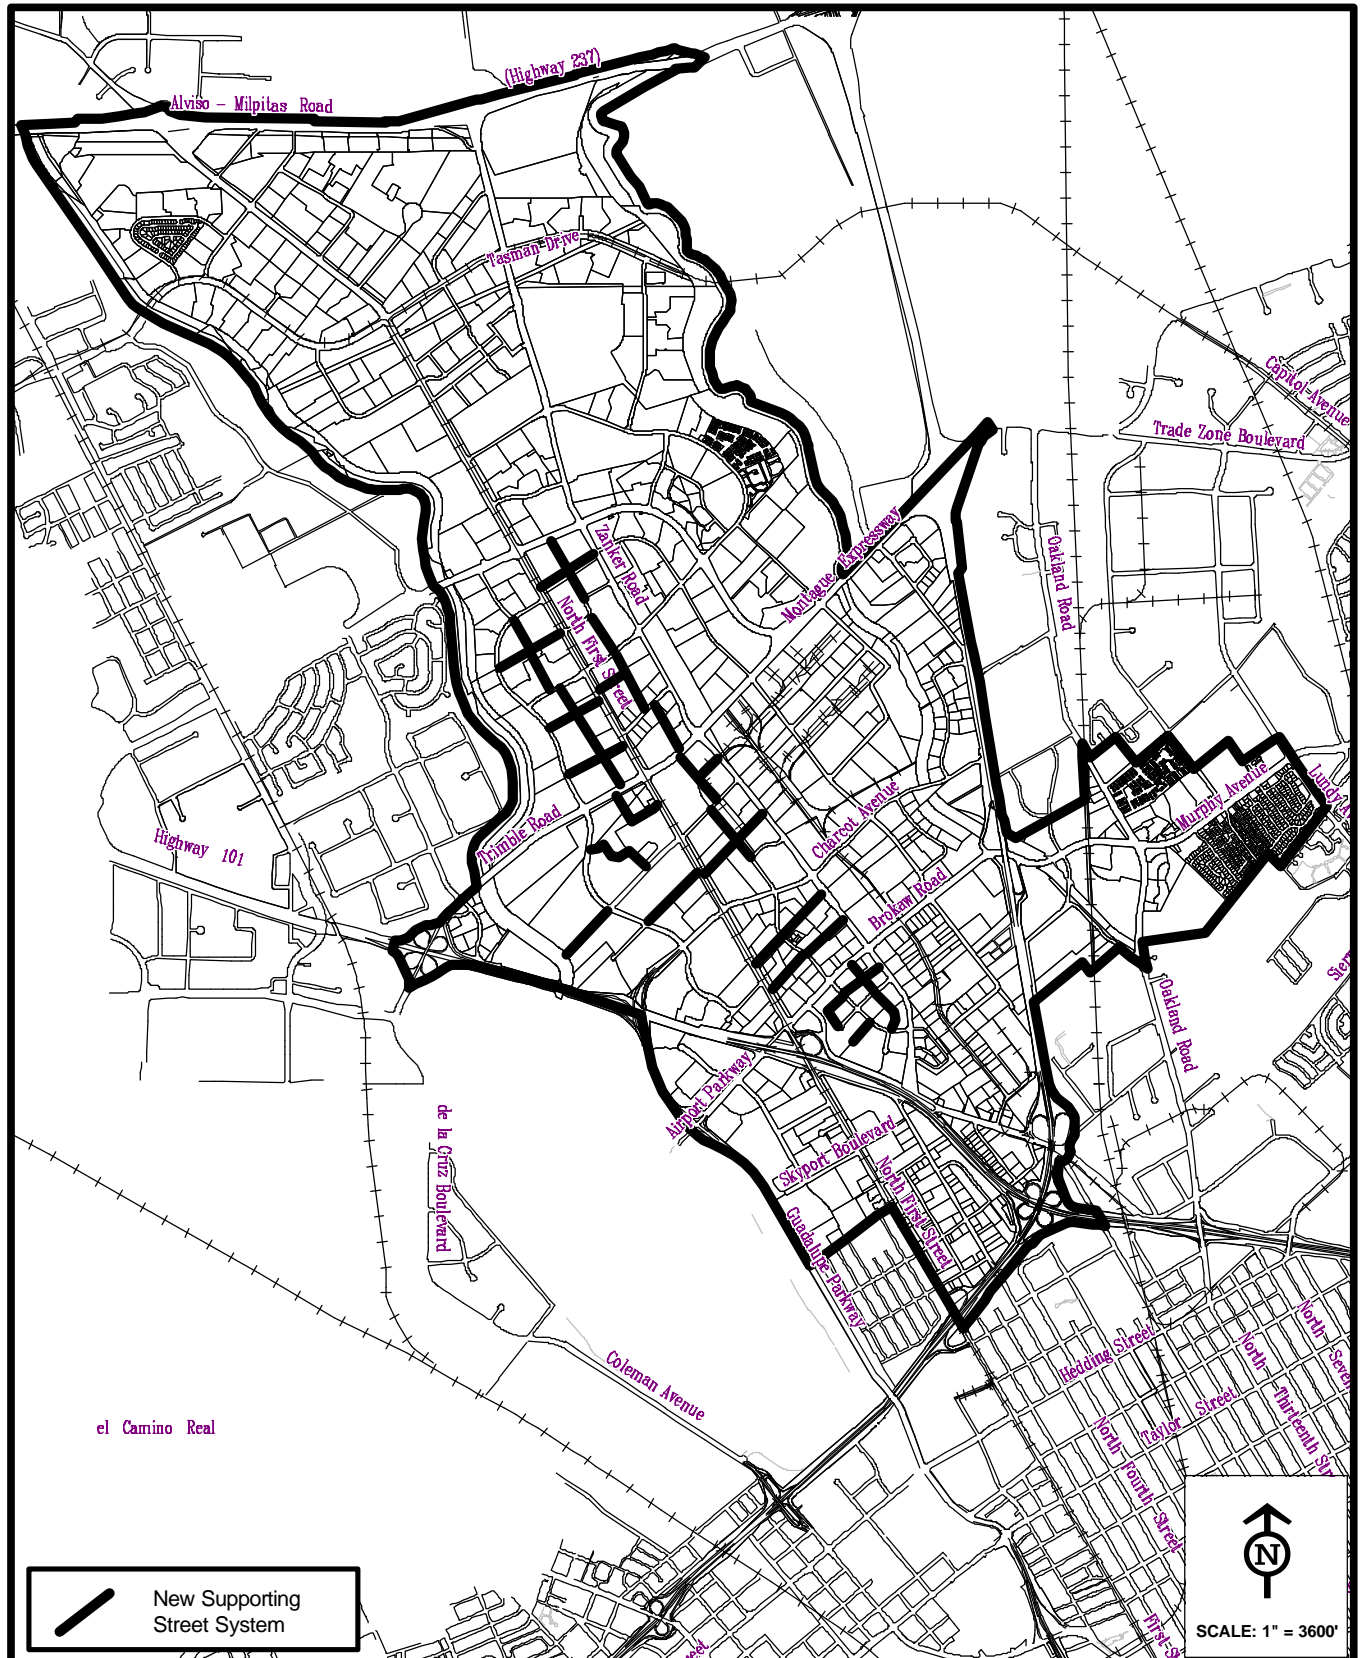 (Highway 237)
Alviso - Milpitas Road
Tasman Drive
Capitol Avenue
Trade Zone Boulevard
Zanker Road
Montague Expressway
Oakland Road
North First Street
Murphy Avenue
Lundy
Trimble Road
Charcot Avenue
Highway 101
Brokaw Road
Oakland Road
Airport Parkway
Skyport Boulevard
North First Street
de la Cruz Boulevard
Guadalupe Parkway
Hedding Street
Coleman Avenue
Taylor Street
North
North Thirteenth
el Camino Real
North Fourth Street
First
New Supporting
Street System
N
SCALE: 1" = 3600'